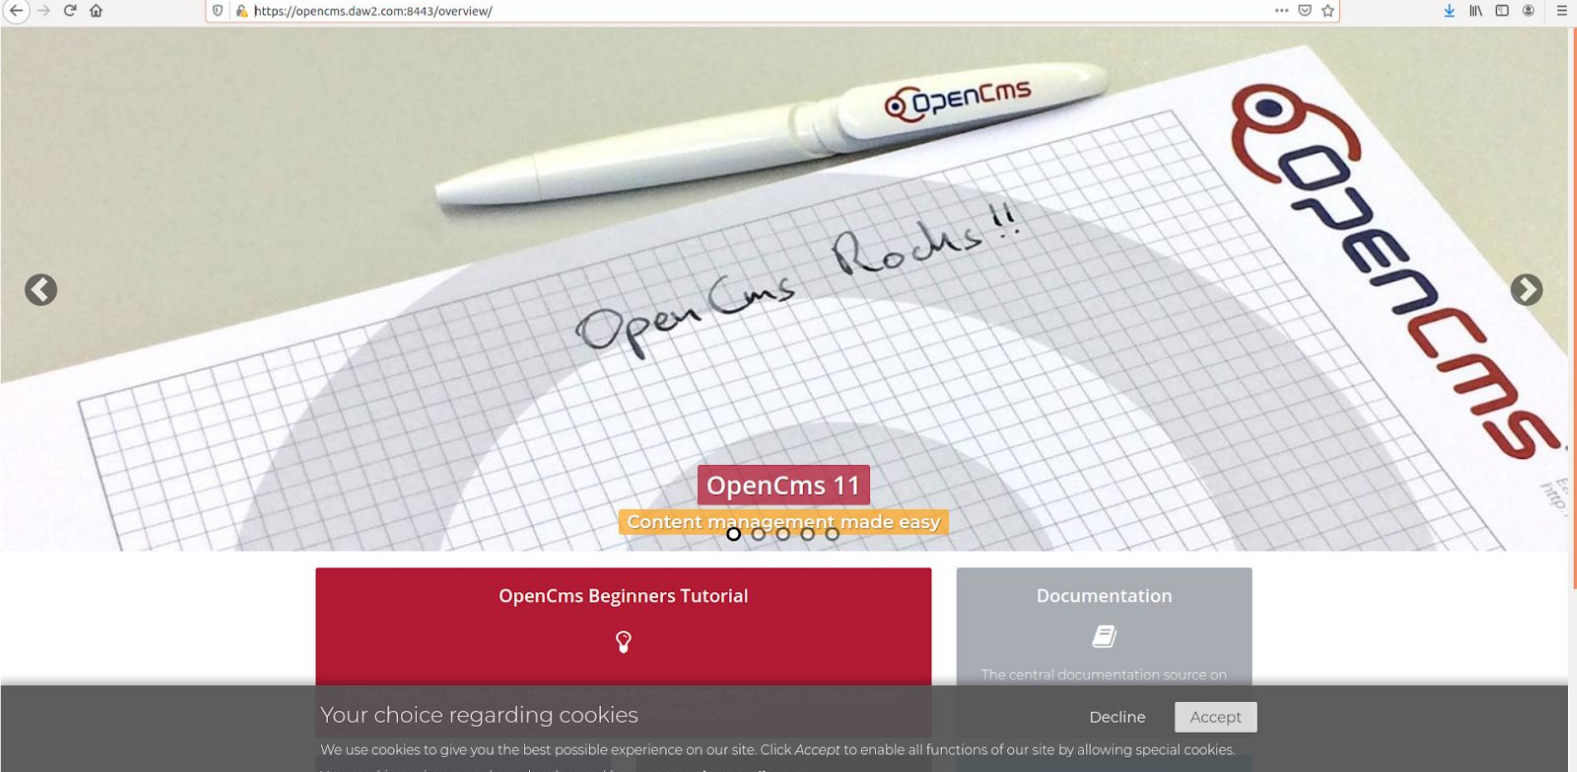 https://opencms.daw2.com:8443/overview/
OpenCms
OpenCms
OpenCms Rocks!!
OpenCms 11
Content management made easy
OpenCms Beginners Tutorial
Documentation
The central documentation source on
Your choice regarding cookies
Decline
Accept
We use cookies to give you the best possible experience on our site. Click Accept to enable all functions of our site by allowing special cookies.